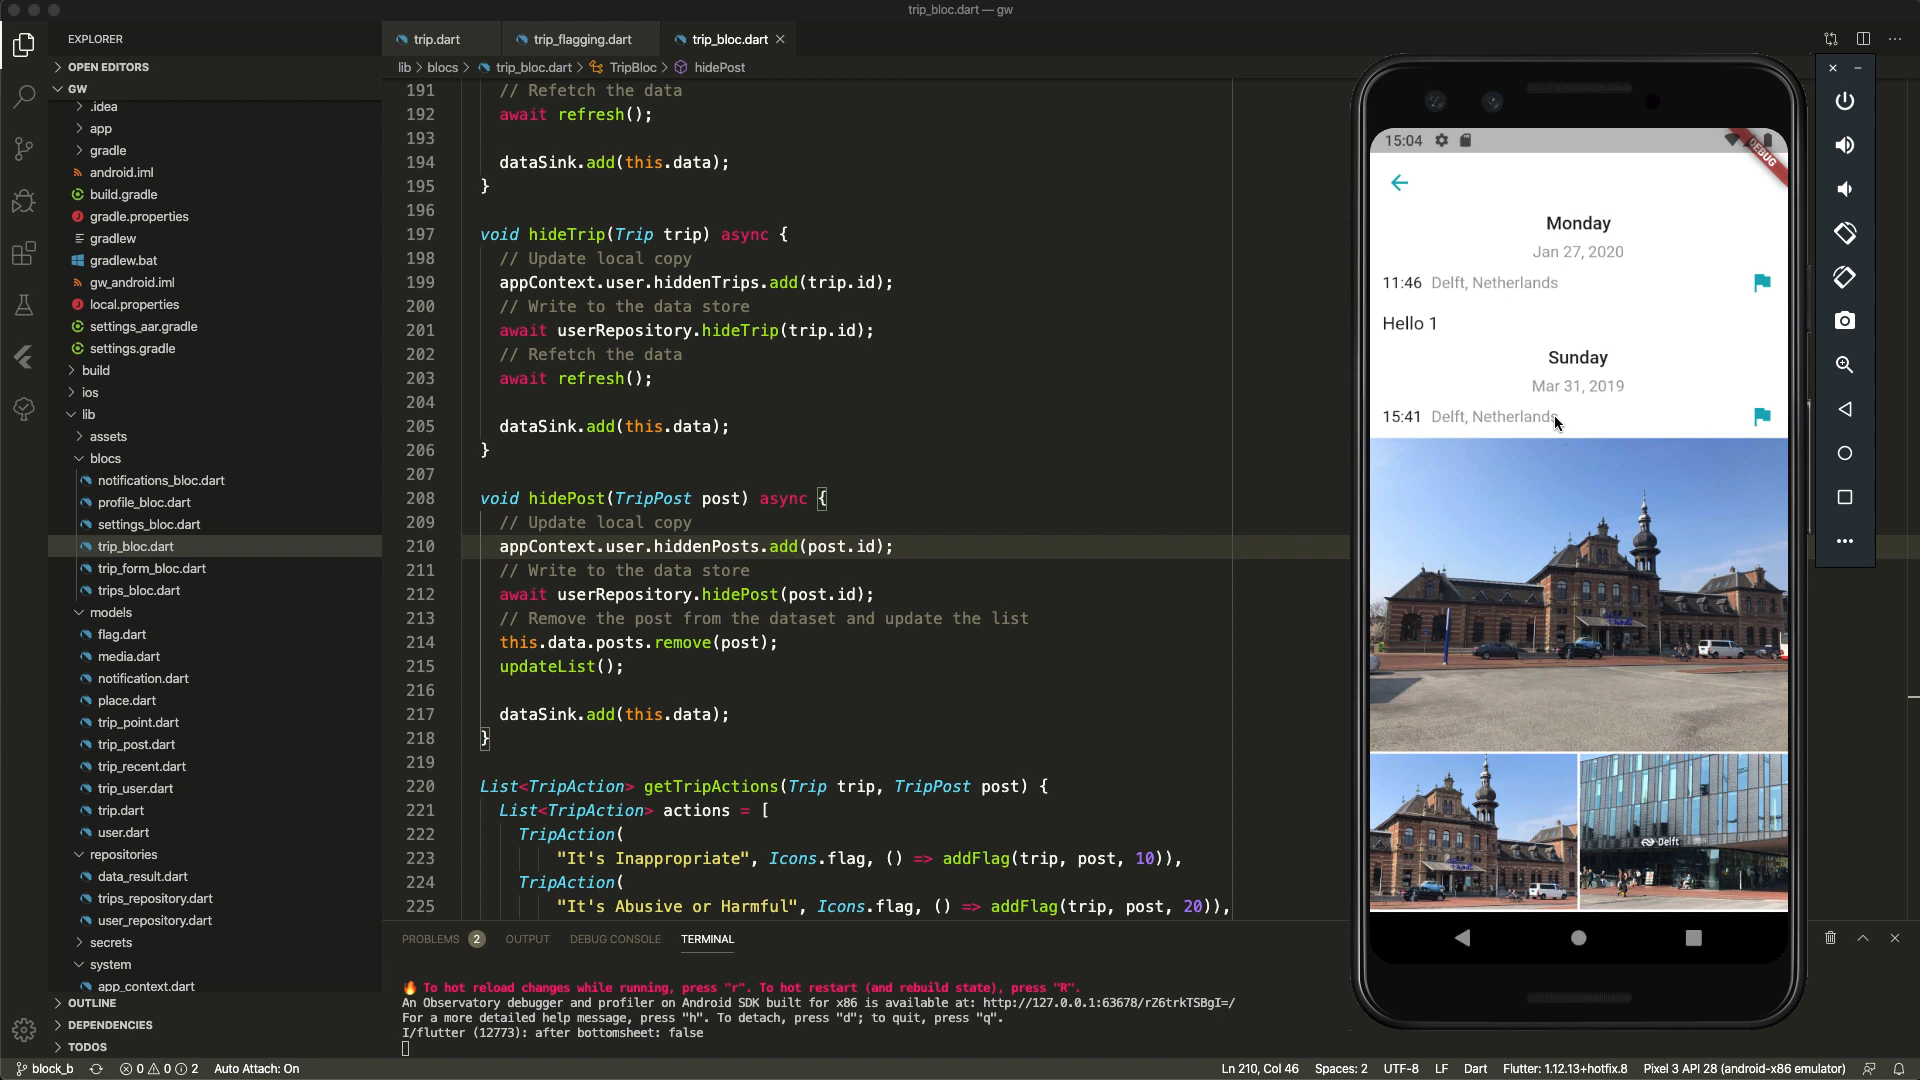 trip_bloc.dart — gw
EXPLORER
OPEN EDITORS
GW
.idea
app
gradle
android.iml
build.gradle
gradle.properties
gradlew
gradlew.bat
gw_android.iml
local.properties
settings_aar.gradle
settings.gradle
build
ios
lib
assets
blocs
notifications_bloc.dart
profile_bloc.dart
settings_bloc.dart
trip_bloc.dart
trip_form_bloc.dart
trips_bloc.dart
models
flag.dart
media.dart
notification.dart
place.dart
trip_point.dart
trip_post.dart
trip_recent.dart
trip_user.dart
trip.dart
user.dart
repositories
data_result.dart
trips_repository.dart
user_repository.dart
secrets
system
app_context.dart
OUTLINE
DEPENDENCIES
TODOS
trip.dart
trip_flagging.dart
trip_bloc.dart
lib > blocs > trip_bloc.dart > TripBloc > hidePost
191 // Refetch the data
192 await refresh();
193
194 dataSink.add(this.data);
195 }
196
197 void hideTrip(Trip trip) async {
198 // Update local copy
199 appContext.user.hiddenTrips.add(trip.id);
200 // Write to the data store
201 await userRepository.hideTrip(trip.id);
202 // Refetch the data
203 await refresh();
204
205 dataSink.add(this.data);
206 }
207
208 void hidePost(TripPost post) async {
209 // Update local copy
210 appContext.user.hiddenPosts.add(post.id);
211 // Write to the data store
212 await userRepository.hidePost(post.id);
213 // Remove the post from the dataset and update the list
214 this.data.posts.remove(post);
215 updateList();
216
217 dataSink.add(this.data);
218 }
219
220 List<TripAction> getTripActions(Trip trip, TripPost post) {
221 List<TripAction> actions = [
222 TripAction(
223 "It's Inappropriate", Icons.flag, () => addFlag(trip, post, 10)),
224 TripAction(
225 "It's Abusive or Harmful", Icons.flag, () => addFlag(trip, post, 20)),
PROBLEMS 2 OUTPUT DEBUG CONSOLE TERMINAL
🔥 To hot reload changes while running, press "r". To hot restart (and rebuild state), press "R".
An Observatory debugger and profiler on Android SDK built for x86 is available at: http://127.0.0.1:63678/rZ6trkTSBgI=/
For a more detailed help message, press "h". To detach, press "d"; to quit, press "q".
I/flutter (12773): after bottomsheet: false
15:04
DEBUG
Monday
Jan 27, 2020
11:46 Delft, Netherlands
Hello 1
Sunday
Mar 31, 2019
15:41 Delft, Netherlands
Delft
block_b 0 0 2 Auto Attach: On Ln 210, Col 46 Spaces: 2 UTF-8 LF Dart Flutter: 1.12.13+hotfix.8 Pixel 3 API 28 (android-x86 emulator)